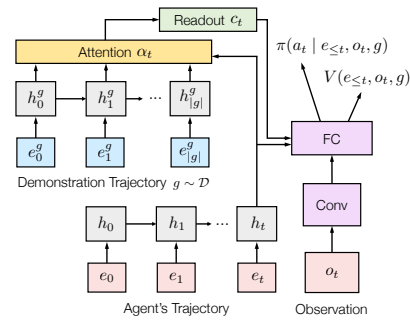 Readout c_t
π(a_t | e_≤t, o_t, g)
Attention α_t
V(e_≤t, o_t, g)
h_0^g h_1^g ... h_|g|^g
FC
e_0^g e_1^g e_|g|^g
Demonstration Trajectory g ∼ 𝒟
Conv
h_0 h_1 ... h_t
e_0 e_1 e_t o_t
Agent's Trajectory Observation